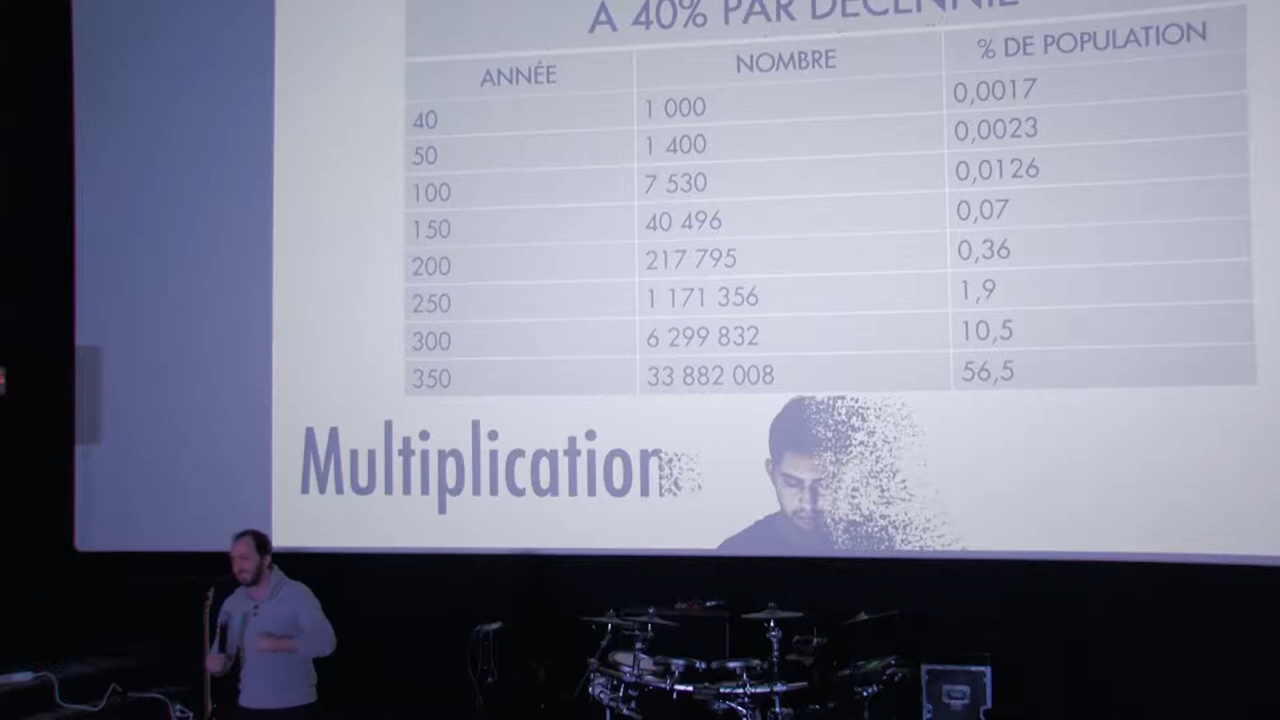 À 40% PAR DÉCENNIE
ANNÉE NOMBRE % DE POPULATION
40 1 000 0,0017
50 1 400 0,0023
100 7 530 0,0126
150 40 496 0,07
200 217 795 0,36
250 1 171 356 1,9
300 6 299 832 10,5
350 33 882 008 56,5
Multiplication